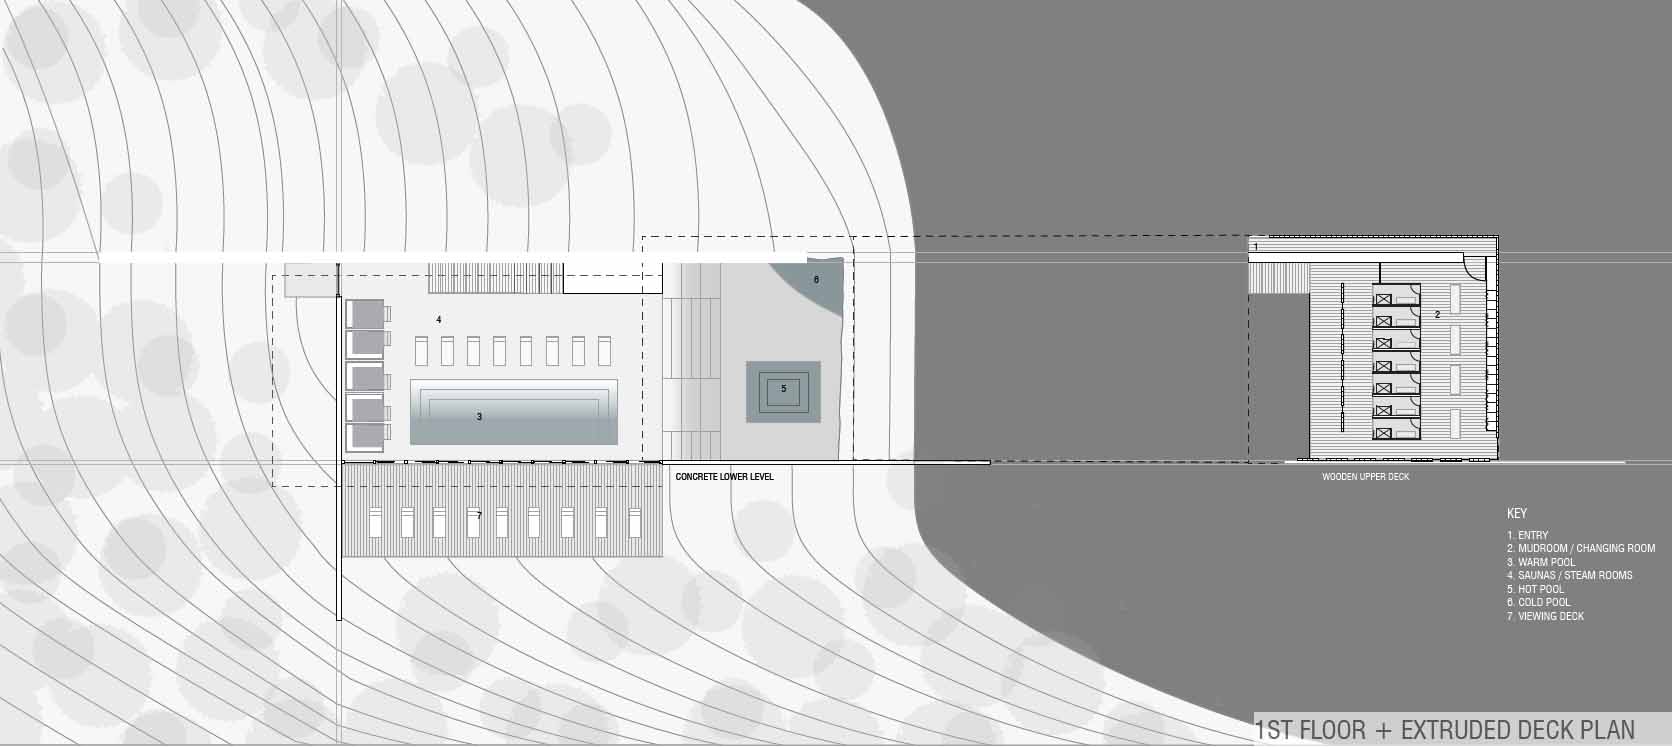 1
6
2
4
5
3
CONCRETE LOWER LEVEL
WOODEN UPPER DECK
7
KEY
1. ENTRY
2. MUDROOM / CHANGING ROOM
3. WARM POOL
4. SAUNAS / STEAM ROOMS
5. HOT POOL
6. COLD POOL
7. VIEWING DECK
1ST FLOOR + EXTRUDED DECK PLAN